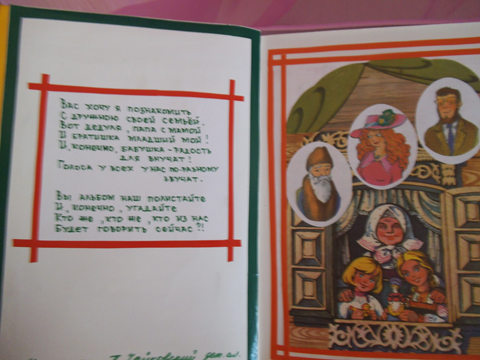 Вас хочу я познакомить
С дружною своей семьёй.
Вот дедуля, папа с мамой
И братишка младший мой!
И, конечно, бабушка - радость
для внучат!
Голоса у всех у нас по-разному
звучат.
Вы альбом наш полистайте
И, конечно, угадайте
Кто же, кто же, кто из нас
Будет говорить сейчас?!